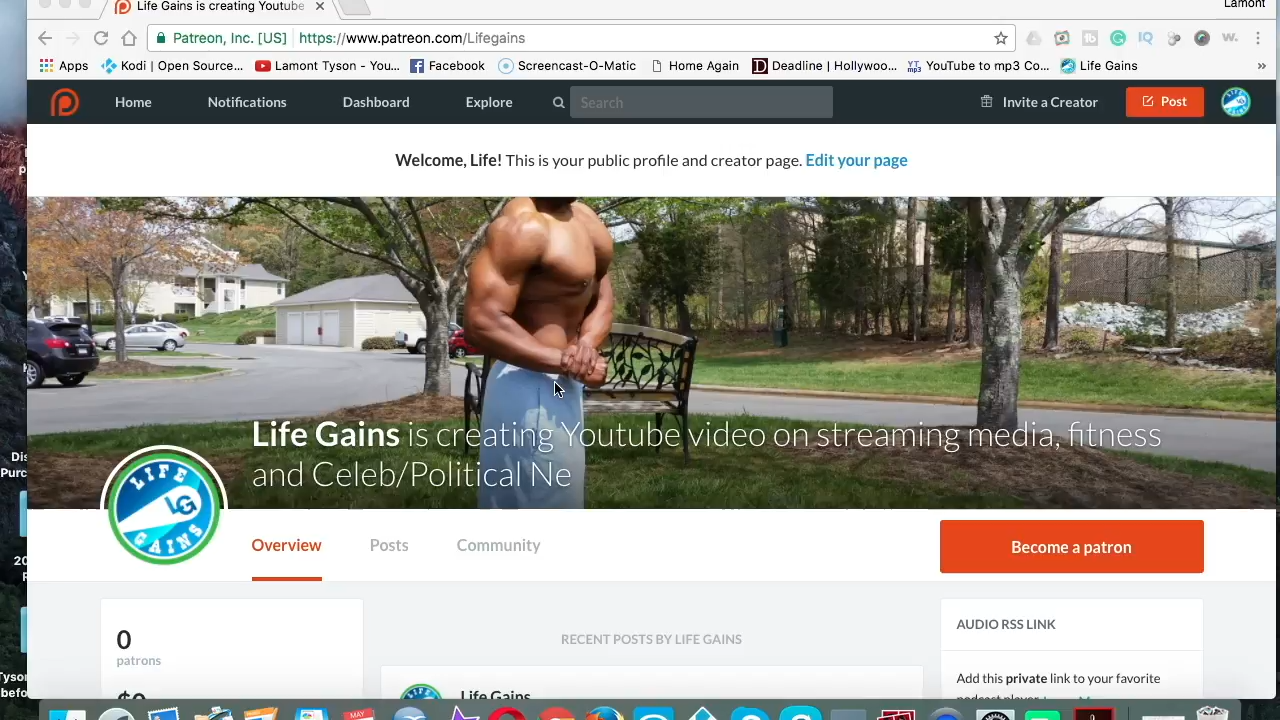 Life Gains is creating Youtube
Lamont
Patreon, Inc. [US] https://www.patreon.com/Lifegains
Apps Kodi | Open Source... Lamont Tyson - You... Facebook Screencast-O-Matic Home Again Deadline | Hollywoo... YouTube to mp3 Co... Life Gains »
Home Notifications Dashboard Explore Search Invite a Creator Post
Welcome, Life! This is your public profile and creator page. Edit your page
Life Gains is creating Youtube video on streaming media, fitness
and Celeb/Political Ne
LIFE
LG
GAINS
Overview Posts Community Become a patron
0
patrons
RECENT POSTS BY LIFE GAINS
Life Gains
AUDIO RSS LINK
Add this private link to your favorite
MAY